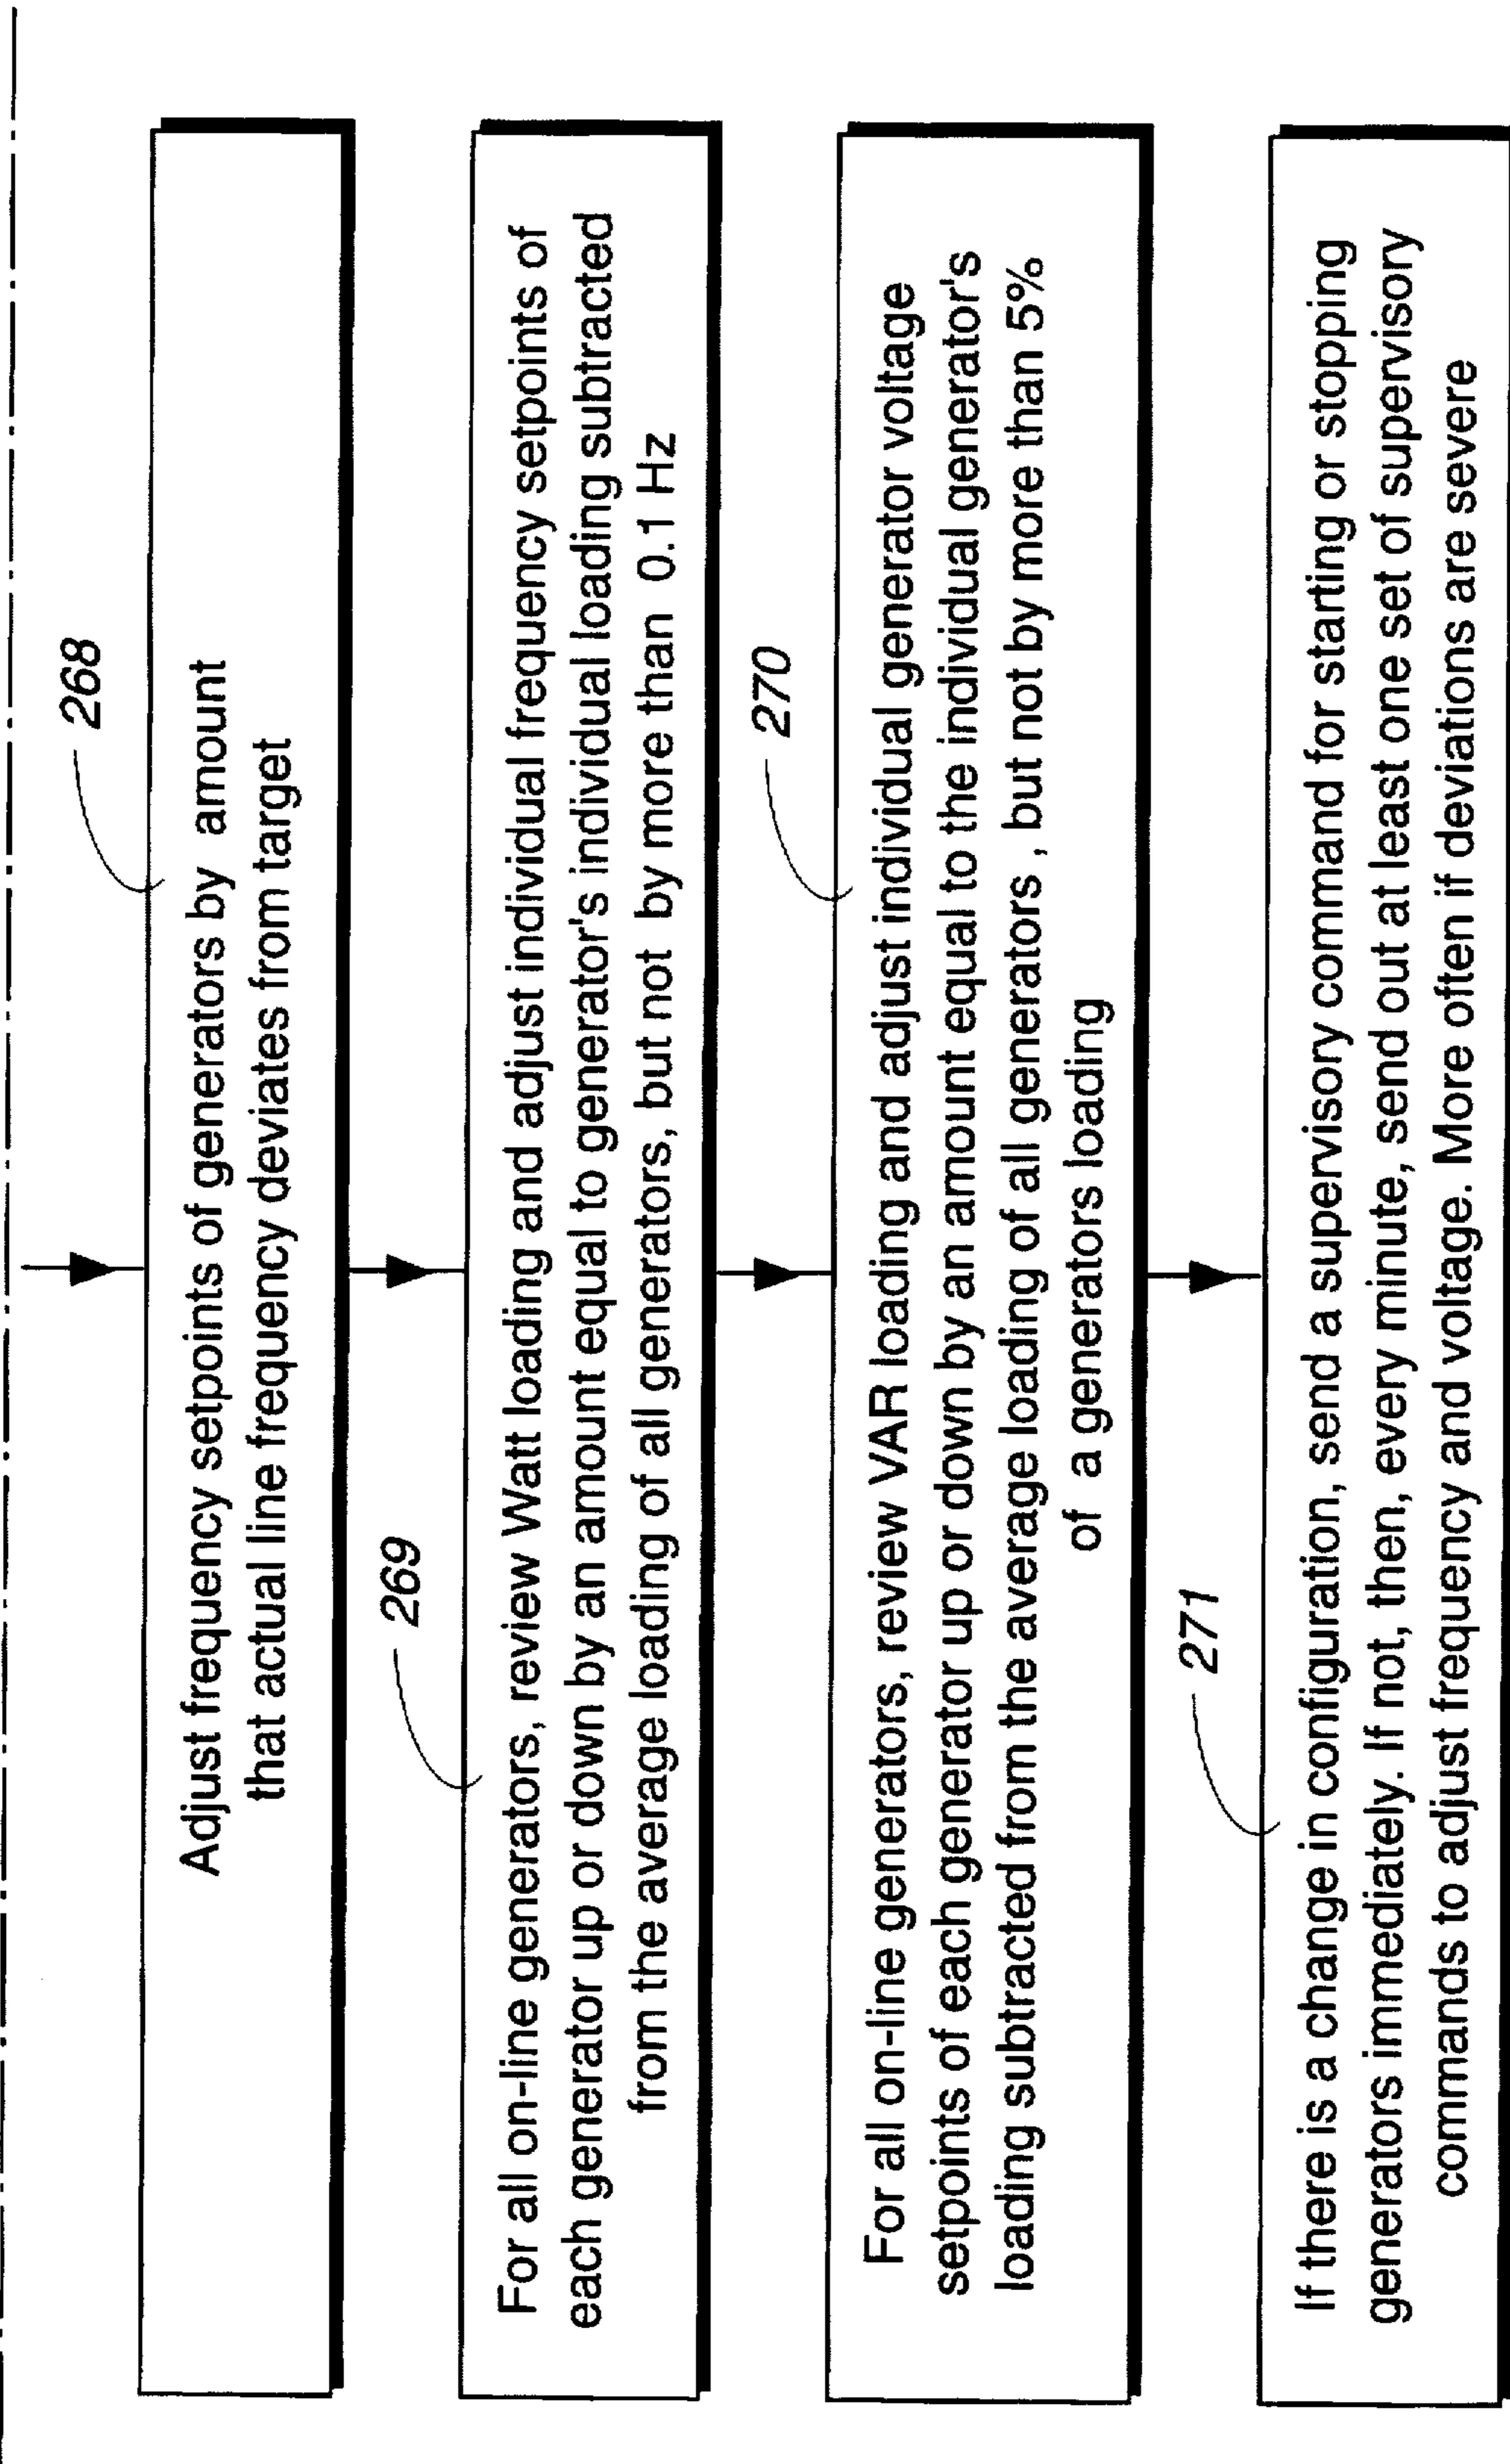 268
Adjust frequency setpoints of generators by amount
that actual line frequency deviates from target
269
For all on-line generators, review Watt loading and adjust individual frequency setpoints of
each generator up or down by an amount equal to generator's individual loading subtracted
from the average loading of all generators, but not by more than 0.1 Hz
270
For all on-line generators, review VAR loading and adjust individual generator voltage
setpoints of each generator up or down by an amount equal to the individual generator's
loading subtracted from the average loading of all generators , but not by more than 5%
of a generators loading
271
If there is a change in configuration, send a supervisory command for starting or stopping
generators immediately. If not, then, every minute, send out at least one set of supervisory
commands to adjust frequency and voltage. More often if deviations are severe